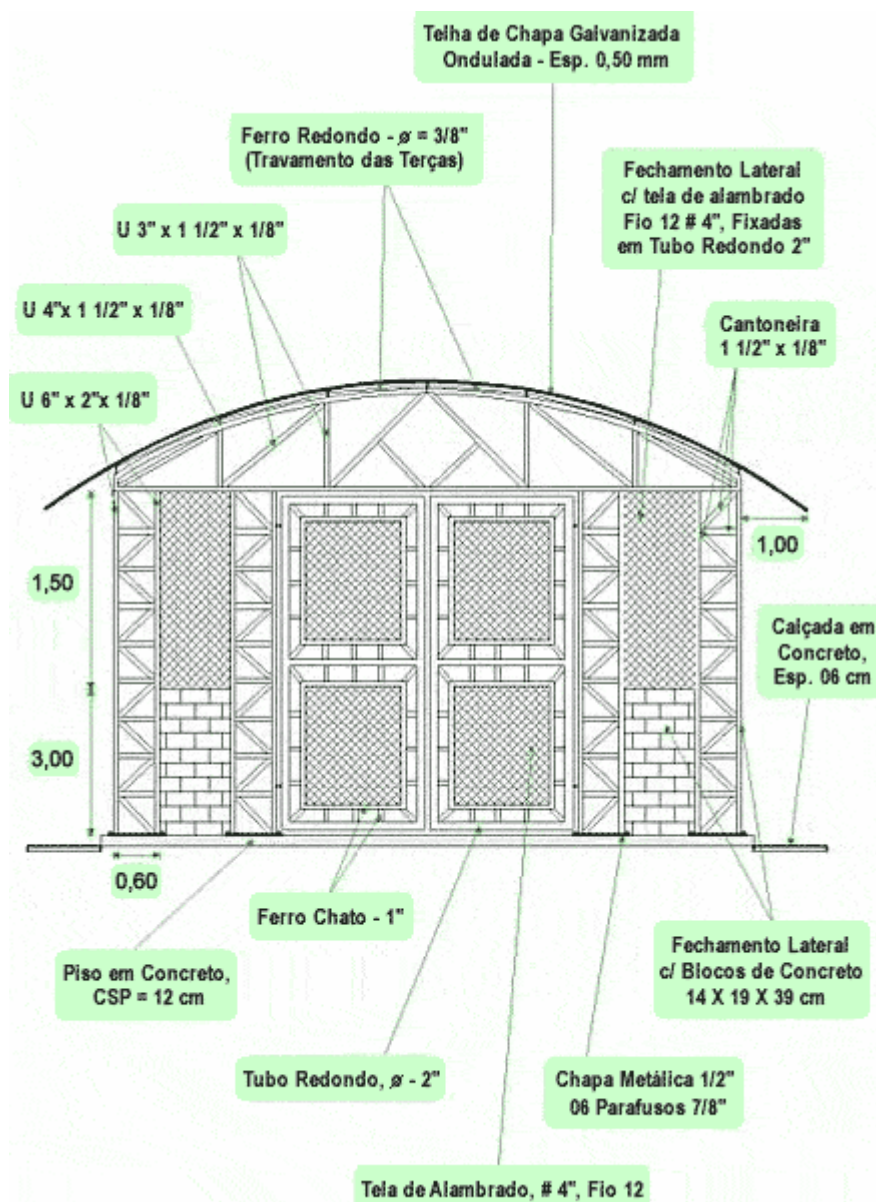 Telha de Chapa Galvanizada
Ondulada - Esp. 0,50 mm
Ferro Redondo - ø = 3/8"
(Travamento das Terças)
Fechamento Lateral
c/ tela de alambrado
Fio 12 # 4", Fixadas
em Tubo Redondo 2"
U 3" x 1 1/2" x 1/8"
U 4"x 1 1/2" x 1/8"
Cantoneira
1 1/2" x 1/8"
U 6" x 2"x 1/8"
1,00
1,50
Calçada em
Concreto,
Esp. 06 cm
3,00
0,60
Ferro Chato - 1"
Piso em Concreto,
CSP = 12 cm
Fechamento Lateral
c/ Blocos de Concreto
14 X 19 X 39 cm
Tubo Redondo, ø - 2"
Chapa Metálica 1/2"
06 Parafusos 7/8"
Tela de Alambrado, # 4", Fio 12